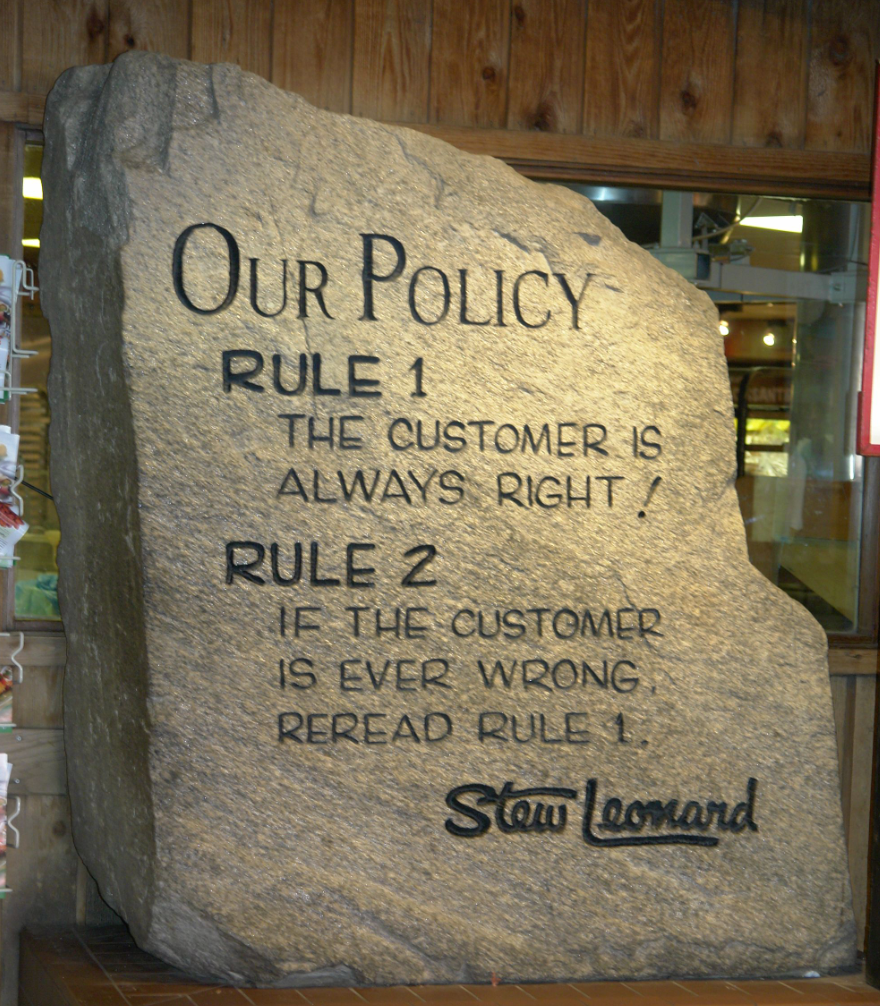 OUR POLICY
RULE 1
THE CUSTOMER IS
ALWAYS RIGHT!
RULE 2
IF THE CUSTOMER
IS EVER WRONG,
REREAD RULE 1.
Stew Leonard